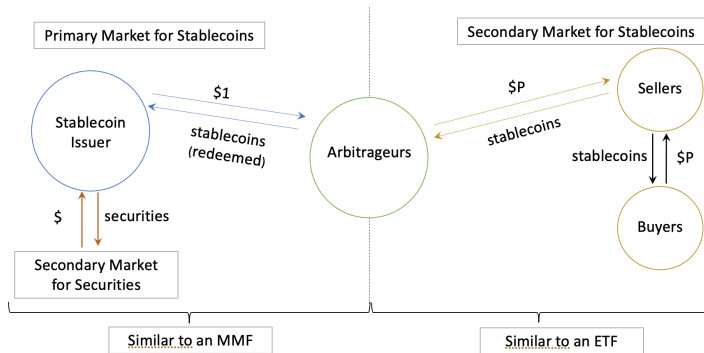 Primary Market for Stablecoins
Secondary Market for Stablecoins
$1
$P
Sellers
Stablecoin
Issuer
stablecoins
(redeemed)
Arbitrageurs
stablecoins
stablecoins
$P
$
securities
Buyers
Secondary Market
for Securities
Similar to an MMF
Similar to an ETF